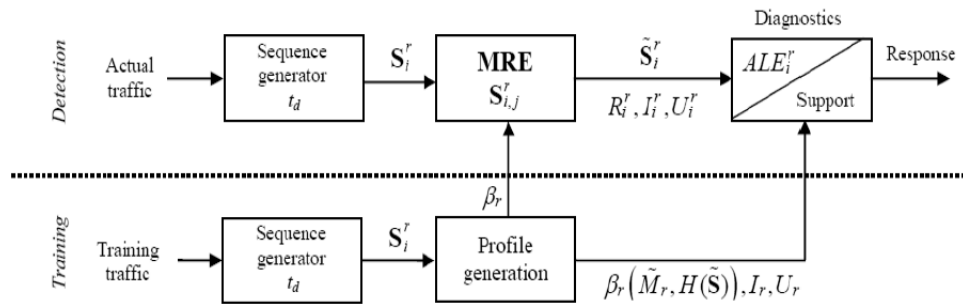 Diagnostics
Detection
Actual
traffic
Sequence
generator
t_d
S_i^r
MRE
S_{i,j}^r
S̃_i^r
R_i^r, I_i^r, U_i^r
ALE_i^r
Support
Response
β_r
Training
Training
traffic
Sequence
generator
t_d
S_i^r
Profile
generation
β_r(M̃_r, H(S̃)), I_r, U_r